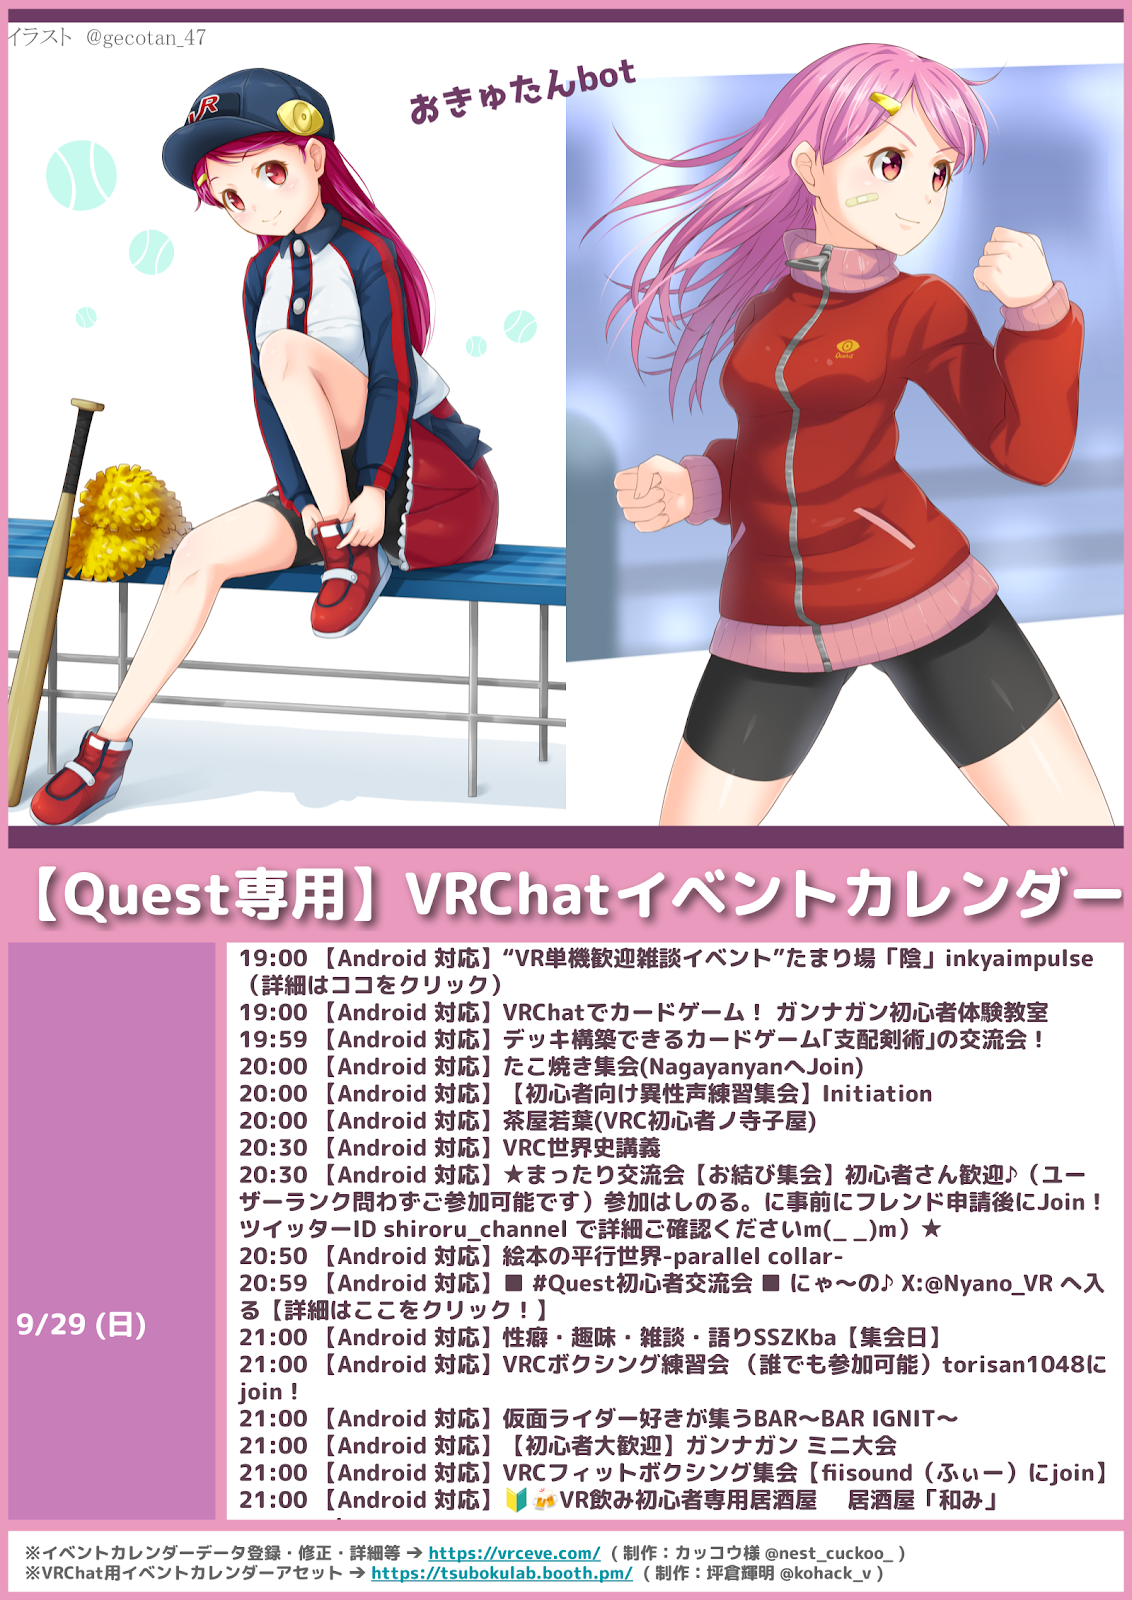 イラスト @gecotan_47
おきゅたんbot
VR
Quest
【Quest専用】VRChatイベントカレンダー
9/29 (日)
19:00 【Android 対応】“VR単機歓迎雑談イベント”たまり場「陰」inkyaimpulse
（詳細はココをクリック）
19:00 【Android 対応】VRChatでカードゲーム！ ガンナガン初心者体験教室
19:59 【Android 対応】デッキ構築できるカードゲーム｢支配剣術｣の交流会！
20:00 【Android 対応】たこ焼き集会(NagayanyanへJoin)
20:00 【Android 対応】【初心者向け異性声練習集会】Initiation
20:00 【Android 対応】茶屋若葉(VRC初心者ノ寺子屋)
20:30 【Android 対応】VRC世界史講義
20:30 【Android 対応】★まったり交流会【お結び集会】初心者さん歓迎♪（ユー
ザーランク問わずご参加可能です）参加はしのる。に事前にフレンド申請後にJoin！
ツイッターID shiroru_channel で詳細ご確認くださいm(_ _)m）★
20:50 【Android 対応】絵本の平行世界-parallel collar-
20:59 【Android 対応】■ #Quest初心者交流会 ■ にゃ～の♪ X:@Nyano_VR へ入
る【詳細はここをクリック！】
21:00 【Android 対応】性癖・趣味・雑談・語りSSZKba【集会日】
21:00 【Android 対応】VRCボクシング練習会 （誰でも参加可能）torisan1048に
join！
21:00 【Android 対応】仮面ライダー好きが集うBAR～BAR IGNIT～
21:00 【Android 対応】【初心者大歓迎】ガンナガン ミニ大会
21:00 【Android 対応】VRCフィットボクシング集会【fiisound（ふぃー）にjoin】
21:00 【Android 対応】🔰🍻VR飲み初心者専用居酒屋　居酒屋「和み」
※イベントカレンダーデータ登録・修正・詳細等 ➔ https://vrceve.com/ ( 制作：カッコウ様 @nest_cuckoo_ )
※VRChat用イベントカレンダーアセット ➔ https://tsubokulab.booth.pm/ ( 制作：坪倉輝明 @kohack_v )